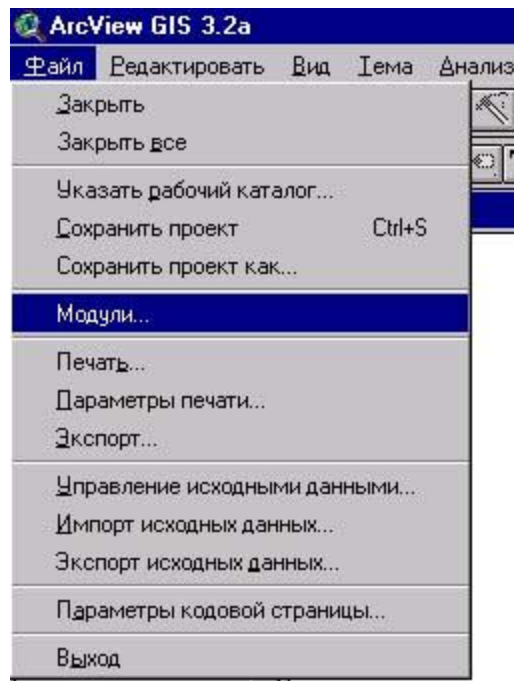 ArcView GIS 3.2a
Файл Редактировать Вид Тема Анализ
Закрыть
Закрыть все
Указать рабочий каталог...
Сохранить проект Ctrl+S
Сохранить проект как...
Модули...
Печать...
Параметры печати...
Экспорт...
Управление исходными данными...
Импорт исходных данных...
Экспорт исходных данных...
Параметры кодовой страницы...
Выход